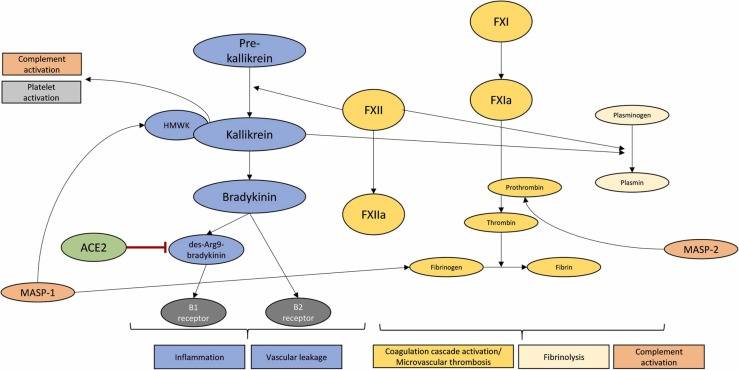 FXI
Pre-
kallikrein
Complement
activation
Platelet
activation
FXII
FXIa
HMWK
Kallikrein
Plasminogen
Plasmin
Bradykinin
Prothrombin
FXIIa
Thrombin
ACE2
des-Arg9-
bradykinin
MASP-2
MASP-1
Fibrinogen
Fibrin
B1
receptor
B2
receptor
Inflammation
Vascular leakage
Coagulation cascade activation/
Microvascular thrombosis
Fibrinolysis
Complement
activation